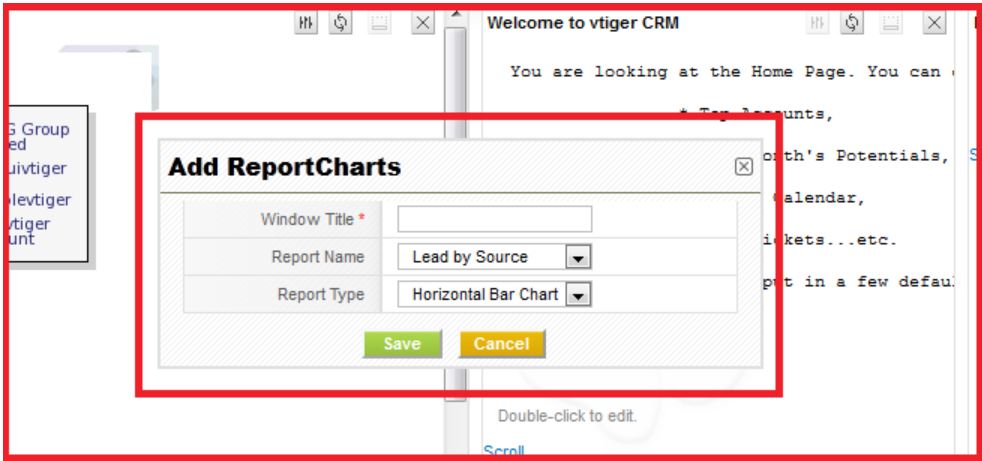 Welcome to vtiger CRM
You are looking at the Home Page. You can
* Top Accounts,
G Group
ed
uivtiger
plevtiger
vtiger
unt
Add ReportCharts
onth's Potentials,
Window Title *
Calendar,
Report Name Lead by Source
ickets...etc.
Report Type Horizontal Bar Chart
put in a few defau
Save Cancel
Double-click to edit.
Scroll